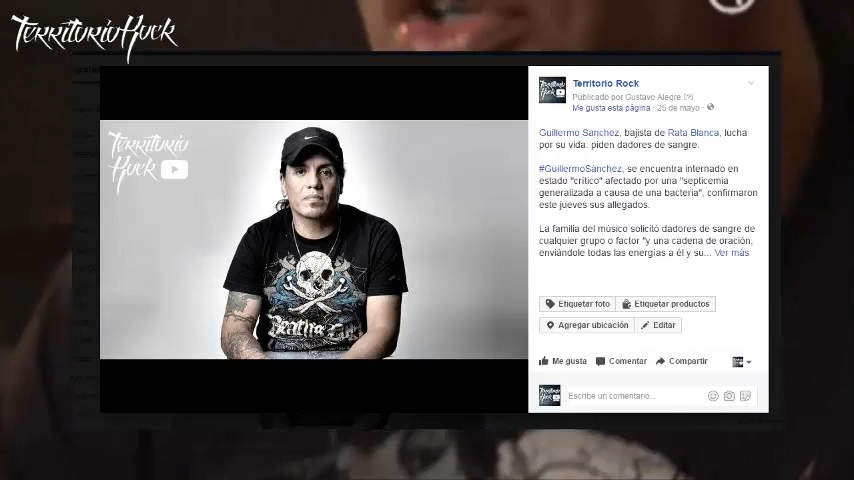 Territorio Rock
Territorio
Rock
Territorio Rock
Publicado por Gustavo Alegre [?]
Me gusta esta página · 25 de mayo ·
Guillermo Sanchez, bajista de Rata Blanca, lucha
por su vida: piden dadores de sangre.
#GuillermoSánchez, se encuentra internado en
estado "crítico" afectado por una "septicemia
generalizada a causa de una bacteria", confirmaron
este jueves sus allegados.
La familia del músico solicitó dadores de sangre de
cualquier grupo o factor "y una cadena de oración,
enviándole todas las energías a él y su... Ver más
Etiquetar foto Etiquetar productos
Agregar ubicación Editar
Me gusta Comentar Compartir
Escribe un comentario...